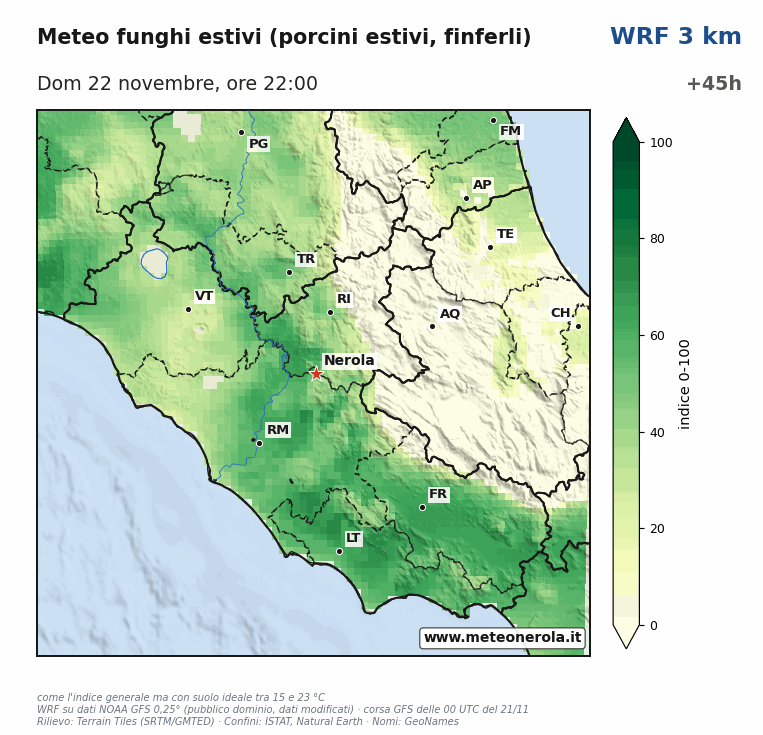 Meteo funghi estivi (porcini estivi, finferli)
WRF 3 km
Dom 22 novembre, ore 22:00
+45h
FM
PG
AP
TE
TR
VT
RI
AQ
CH.
Nerola
RM
FR
LT
www.meteonerola.it
100
80
60
40
20
0
indice 0-100
come l'indice generale ma con suolo ideale tra 15 e 23 °C
WRF su dati NOAA GFS 0,25° (pubblico dominio, dati modificati) · corsa GFS delle 00 UTC del 21/11
Rilievo: Terrain Tiles (SRTM/GMTED) · Confini: ISTAT, Natural Earth · Nomi: GeoNames